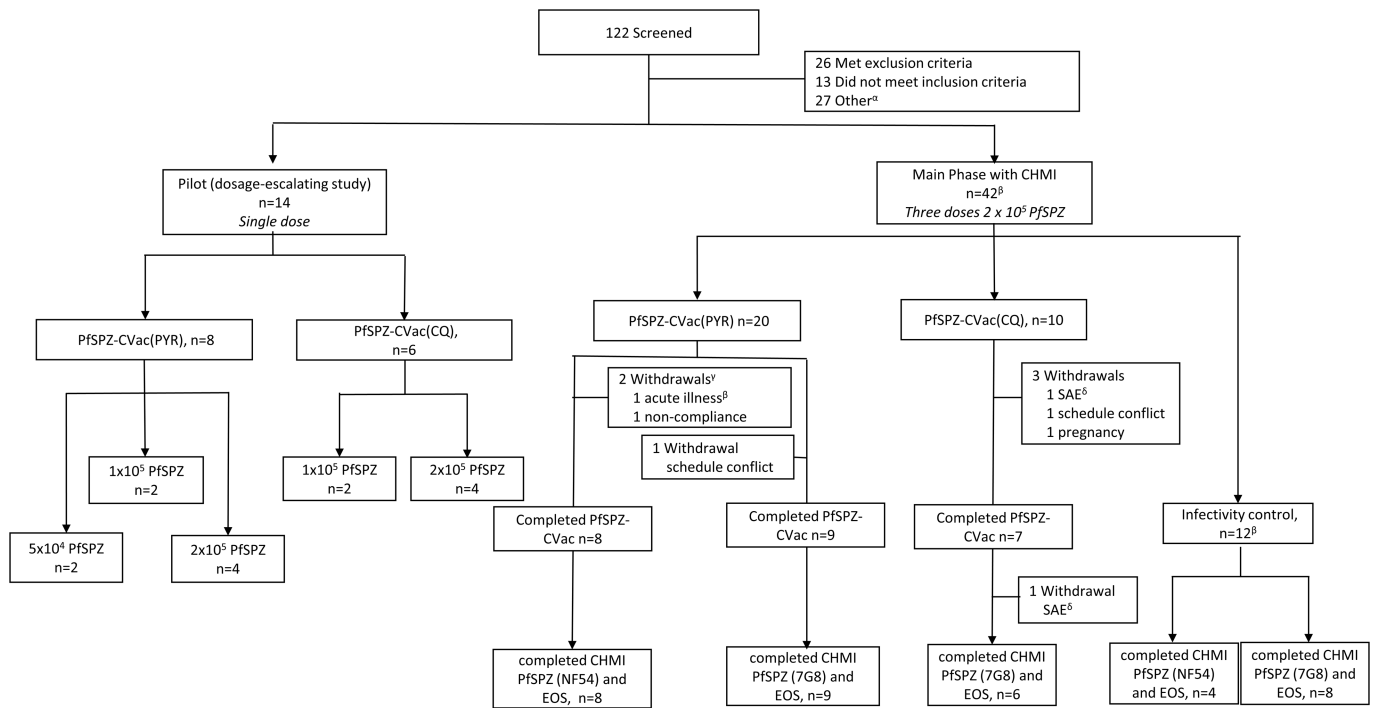 122 Screened
26 Met exclusion criteria
13 Did not meet inclusion criteria
27 Otherᵅ
Pilot (dosage-escalating study)
n=14
Single dose
Main Phase with CHMI
n=42ᵝ
Three doses 2 x 10⁵ PfSPZ
PfSPZ-CVac(PYR), n=8
PfSPZ-CVac(CQ),
n=6
PfSPZ-CVac(PYR) n=20
PfSPZ-CVac(CQ), n=10
2 Withdrawalsᵞ
1 acute illnessᵝ
1 non-compliance
1 Withdrawal
schedule conflict
3 Withdrawals
1 SAEᵟ
1 schedule conflict
1 pregnancy
1x10⁵ PfSPZ
n=2
1x10⁵ PfSPZ
n=2
2x10⁵ PfSPZ
n=4
5x10⁴ PfSPZ
n=2
2x10⁵ PfSPZ
n=4
Completed PfSPZ-
CVac n=8
Completed PfSPZ-
CVac n=9
Completed PfSPZ-
CVac n=7
Infectivity control,
n=12ᵝ
1 Withdrawal
SAEᵟ
completed CHMI
PfSPZ (NF54) and
EOS, n=8
completed CHMI
PfSPZ (7G8) and
EOS, n=9
completed CHMI
PfSPZ (7G8) and
EOS, n=6
completed CHMI
PfSPZ (NF54)
and EOS, n=4
completed CHMI
PfSPZ (7G8) and
EOS, n=8